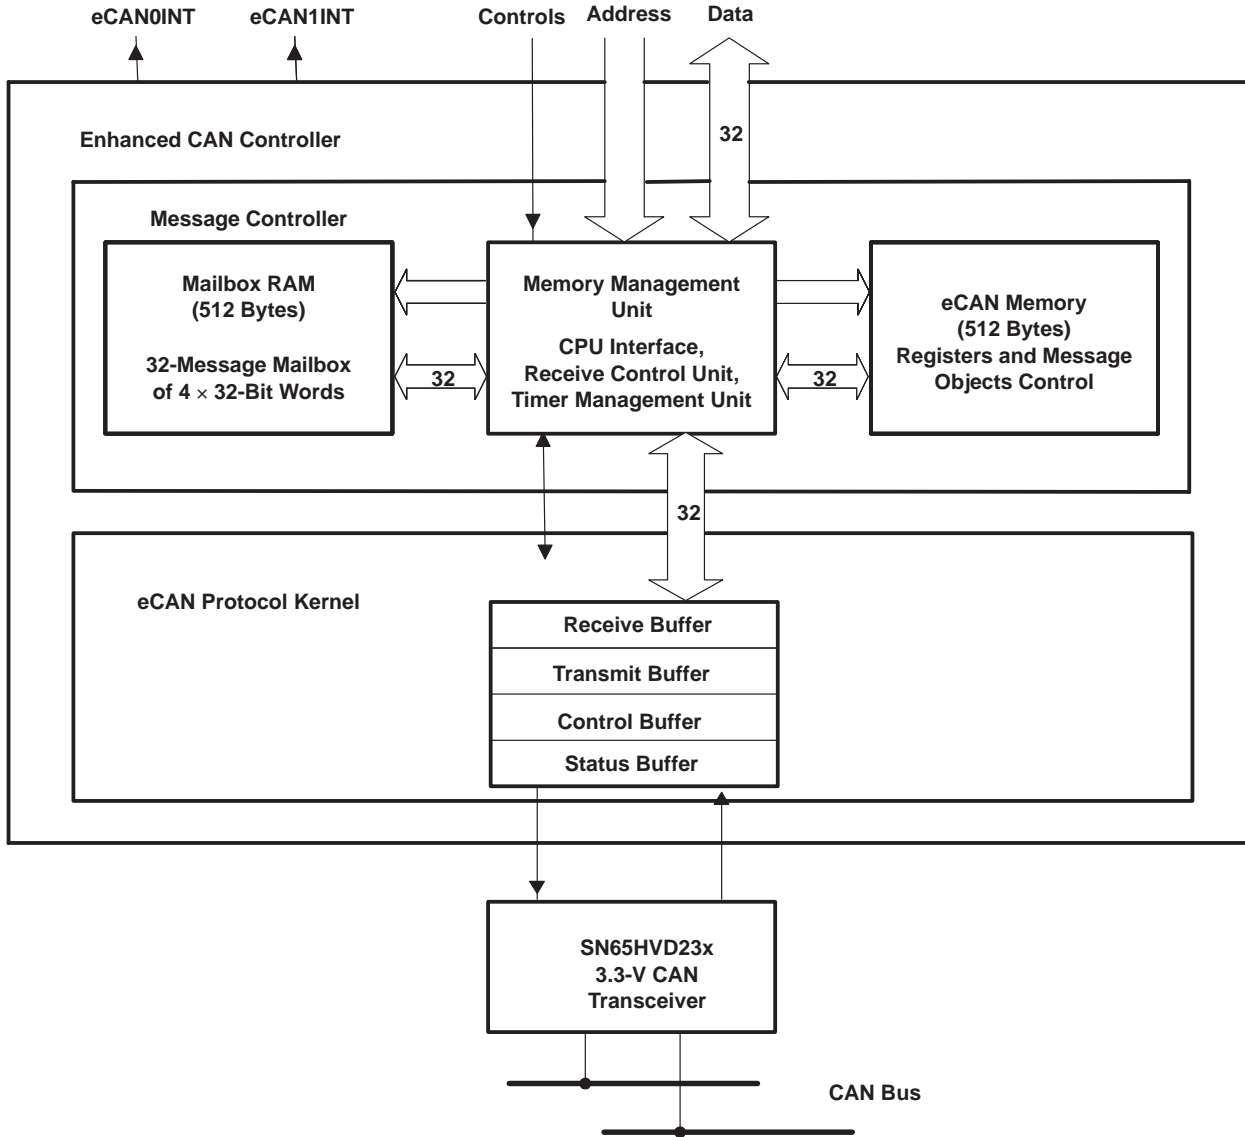 eCAN0INT eCAN1INT Controls Address Data
32
Enhanced CAN Controller
Message Controller
Mailbox RAM
(512 Bytes)
32-Message Mailbox
of 4 × 32-Bit Words
32
Memory Management
Unit
CPU Interface,
Receive Control Unit,
Timer Management Unit
32
eCAN Memory
(512 Bytes)
Registers and Message
Objects Control
32
eCAN Protocol Kernel
Receive Buffer
Transmit Buffer
Control Buffer
Status Buffer
SN65HVD23x
3.3-V CAN
Transceiver
CAN Bus